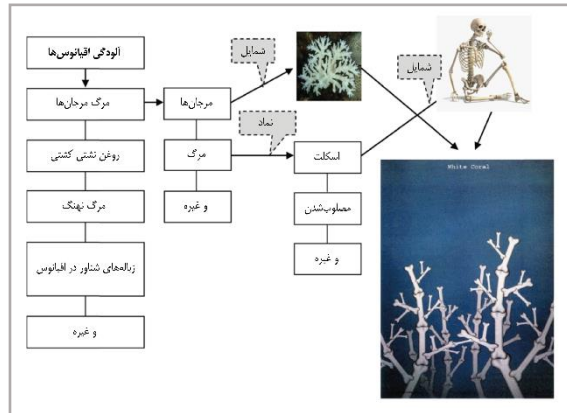 آلودگی اقیانوس‌ها
مرگ مرجان‌ها
روغن نشتی کشتی
مرگ نهنگ
زباله‌های شناور در اقیانوس
و غیره
مرجان‌ها
مرگ
و غیره
شمایل
نماد
اسکلت
مصلوب‌شدن
و غیره
شمایل
White Coral